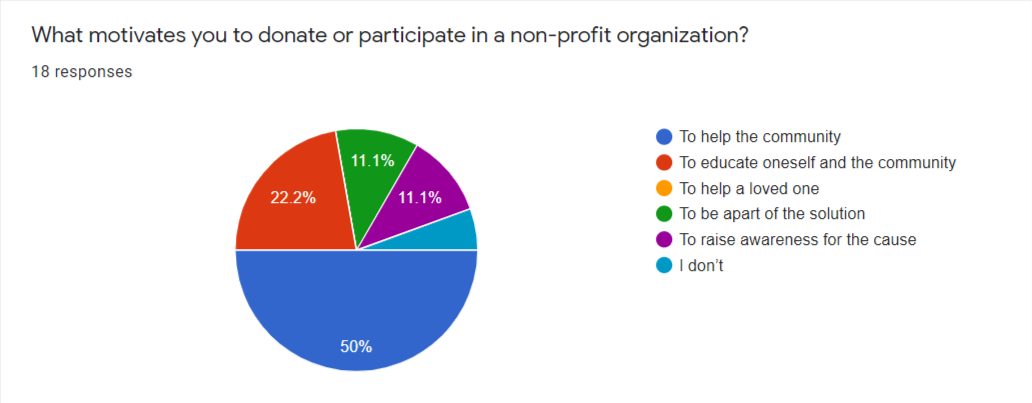 What motivates you to donate or participate in a non-profit organization?
18 responses
11.1%
22.2%
11.1%
50%
To help the community
To educate oneself and the community
To help a loved one
To be apart of the solution
To raise awareness for the cause
I don't